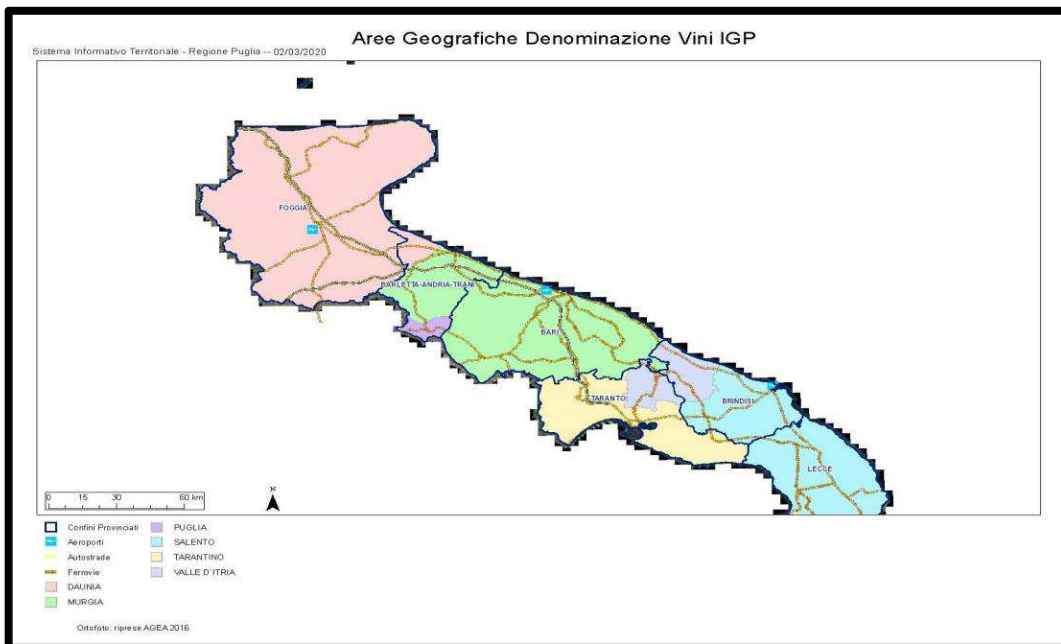 Aree Geografiche Denominazione Vini IGP
Sistema Informativo Territoriale - Regione Puglia -- 02/03/2020
FOGGIA
BARLETTA-ANDRIA-TRANI
BARI
TARANTO
BRINDISI
LECCE
0 15 30 60 km
N
Confini Provinciali
Aeroporti
Autostrade
Ferrovie
DAUNIA
MURGIA
PUGLIA
SALENTO
TARANTINO
VALLE D'ITRIA
Ortofoto: riprese AGEA 2016